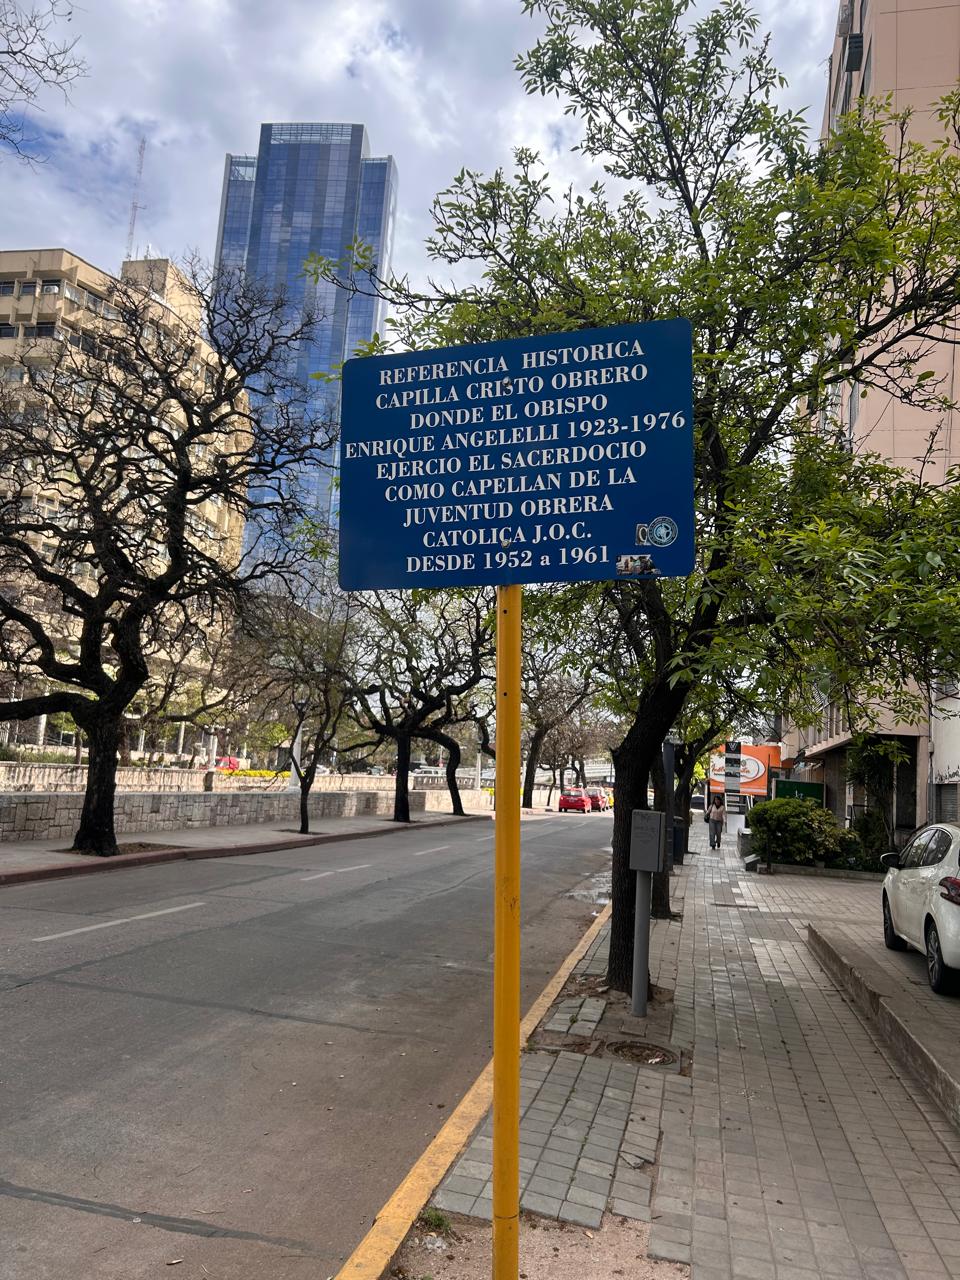 REFERENCIA HISTORICA
CAPILLA CRISTO OBRERO
DONDE EL OBISPO
ENRIQUE ANGELELLI 1923-1976
EJERCIO EL SACERDOCIO
COMO CAPELLAN DE LA
JUVENTUD OBRERA
CATOLICA J.O.C.
DESDE 1952 a 1961